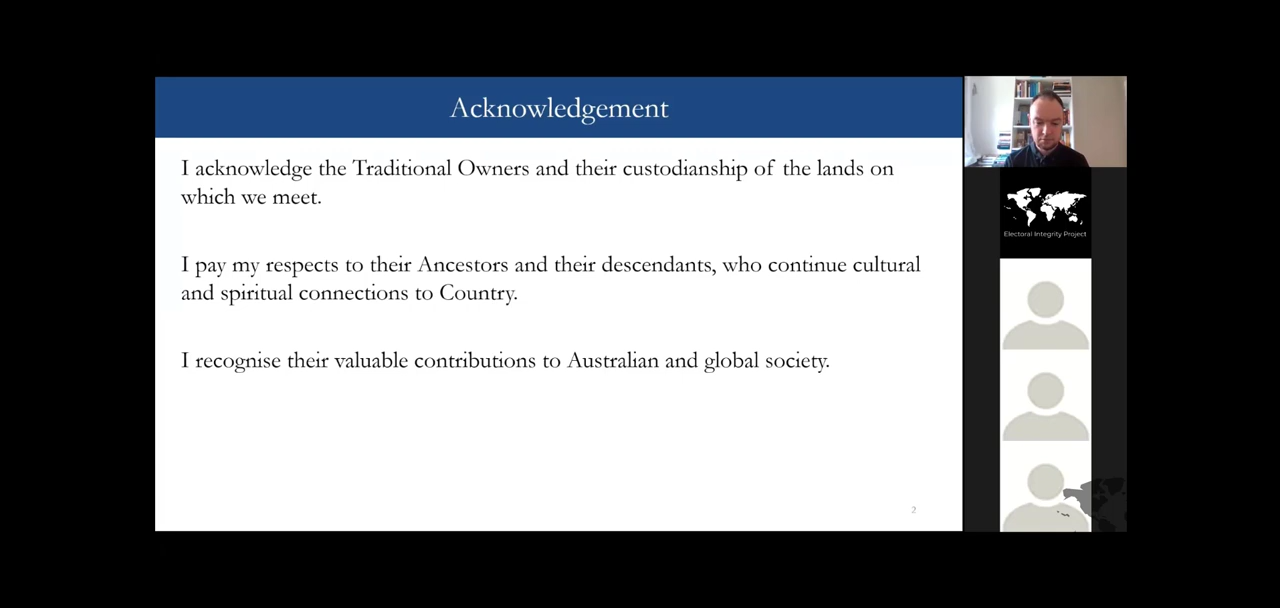 Acknowledgement
I acknowledge the Traditional Owners and their custodianship of the lands on
which we meet.
I pay my respects to their Ancestors and their descendants, who continue cultural
and spiritual connections to Country.
I recognise their valuable contributions to Australian and global society.
2
Electoral Integrity Project